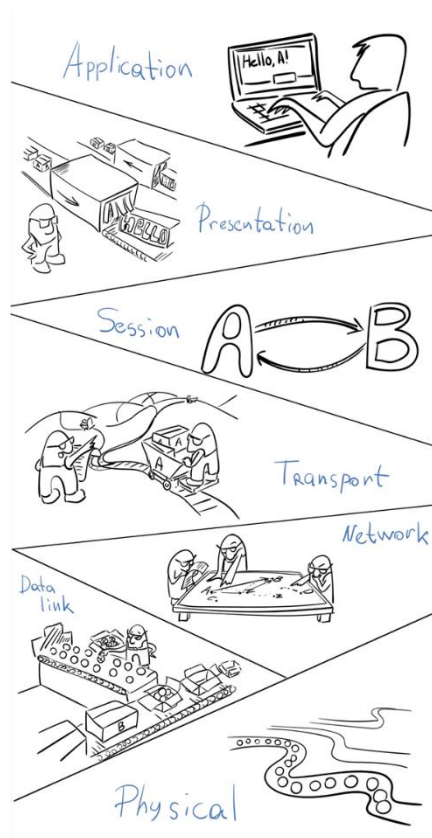 Application
Hello, A!
HELLO
Presentation
Session
A B
A
A
Transport
Network
Data
link
B
Physical